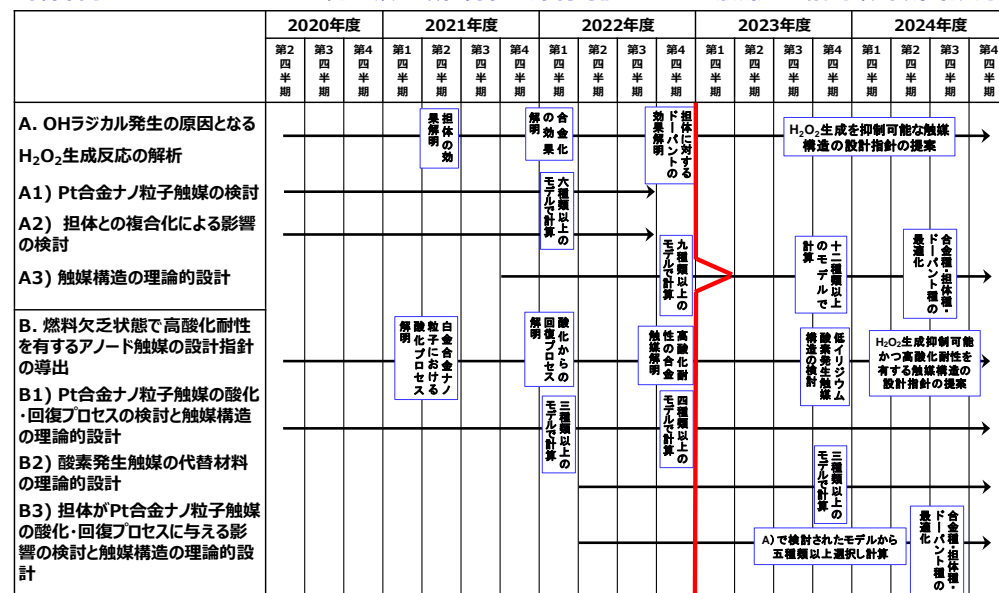 2020年度 2021年度 2022年度 2023年度 2024年度
第2四半期 第3四半期 第4四半期 第1四半期 第2四半期 第3四半期 第4四半期 第1四半期 第2四半期 第3四半期 第4四半期 第1四半期 第2四半期 第3四半期 第4四半期 第1四半期 第2四半期 第3四半期 第4四半期
A. OHラジカル発生の原因となる
H₂O₂生成反応の解析
担体の効
果解明
合金化
の効果
解明
担体に対する
ドーパントの
効果解明
H₂O₂生成を抑制可能な触媒
構造の設計指針の提案
A1) Pt合金ナノ粒子触媒の検討
六種類以上の
モデルで計算
A2) 担体との複合化による影響
の検討
A3) 触媒構造の理論的設計
九種類以上の
モデルで計算
十二種類以上
のモデルで
計算
合金種・担体種・
ドーパント種の
最適化
B. 燃料欠乏状態で高酸化耐性
を有するアノード触媒の設計指針
の導出
白金合金ナノ
粒子における
酸化プロセス
解明
酸化からの
回復プロセス
解明
高酸化耐
性の合金
触媒解明
低イリジウム
酸素発生触媒
構造の検討
H₂O₂生成抑制可能
かつ高酸化耐性を
有する触媒構造の
設計指針の提案
B1) Pt合金ナノ粒子触媒の酸化
・回復プロセスの検討と触媒構造
の理論的設計
三種類以上の
モデルで計算
四種類以上の
モデルで計算
B2) 酸素発生触媒の代替材料
の理論的設計
三種類以上の
モデルで計算
B3) 担体がPt合金ナノ粒子触媒
の酸化・回復プロセスに与える影
響の検討と触媒構造の理論的設
計
A)で検討されたモデルから
五種類以上選択し計算
合金種・担体種・
ドーパント種の
最適化